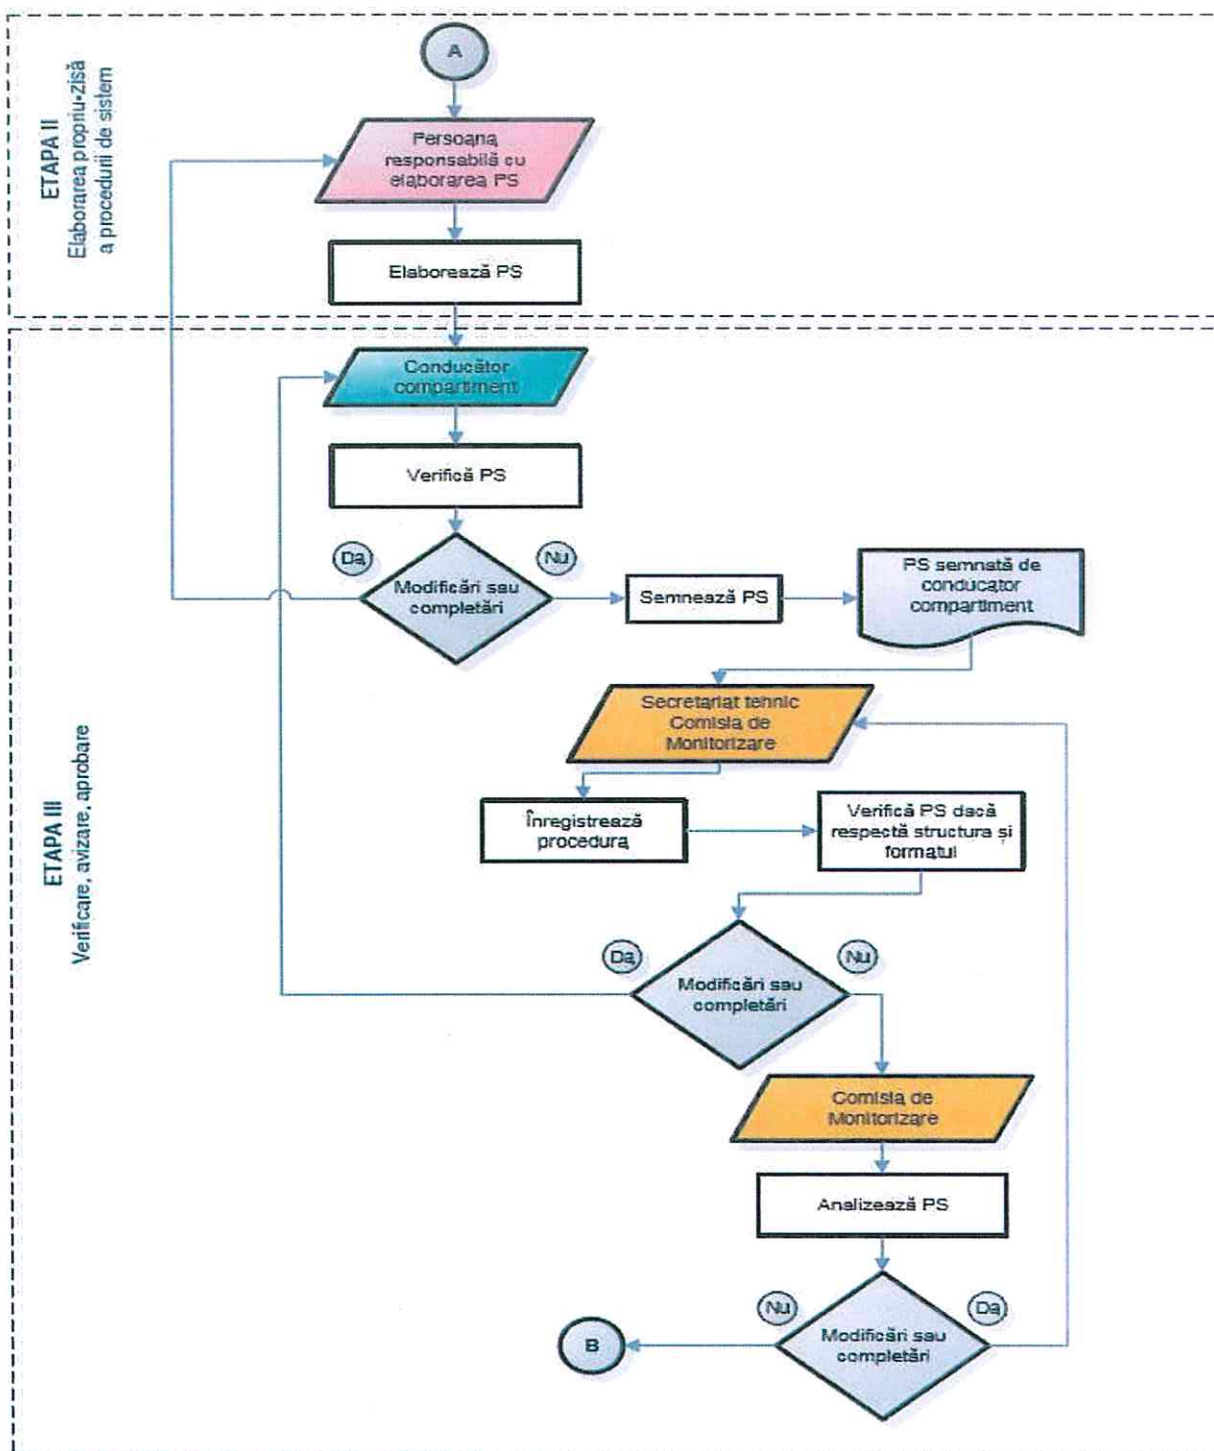 A
ETAPA II
Elaborarea propriu-zisă
a procedurii de sistem
Persoana
responsabilă cu
elaborarea PS
Elaborează PS
ETAPA III
Verificare, avizare, aprobare
Conducător
compartiment
Verifică PS
Da
Nu
Modificări sau
completări
Semnează PS
PS semnată de
conducător
compartiment
Secretariat tehnic
Comisia de
Monitorizare
Înregistrează
procedura
Verifică PS dacă
respectă structura și
formatul
Da
Nu
Modificări sau
completări
Comisia de
Monitorizare
Analizează PS
Nu
Da
Modificări sau
completări
B